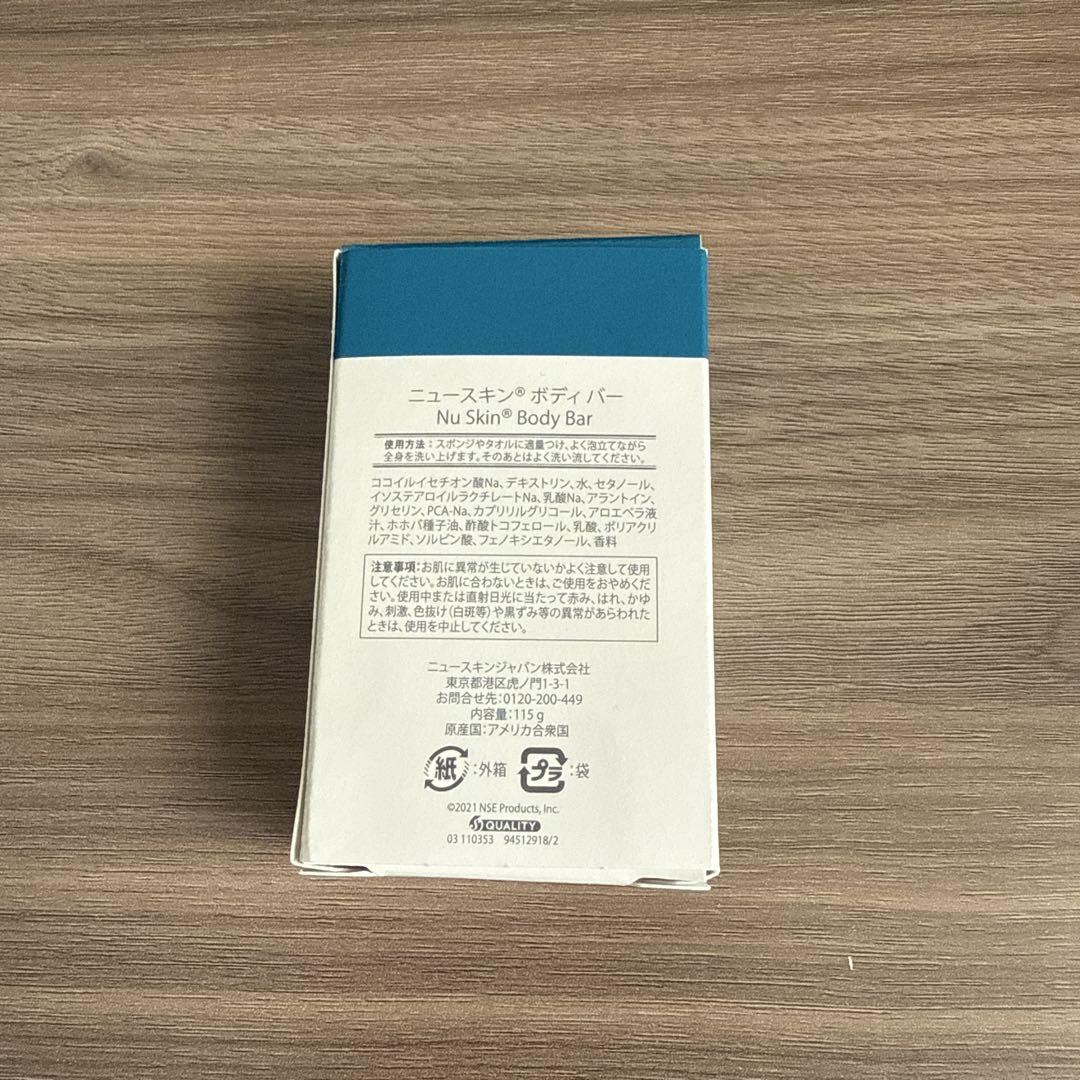 ニュースキン® ボディ バー
Nu Skin® Body Bar
使用方法：スポンジやタオルに適量つけ、よく泡立てながら
全身を洗い上げます。そのあとはよく洗い流してください。
ココイルイセチオン酸Na、デキストリン、水、セタノール、
イソステアロイルラクチレートNa、乳酸Na、アラントイン、
グリセリン、PCA-Na、カプリリルグリコール、アロエベラ液
汁、ホホバ種子油、酢酸トコフェロール、乳酸、ポリアクリ
ルアミド、ソルビン酸、フェノキシエタノール、香料
注意事項：お肌に異常が生じていないかよく注意して使用
してください。お肌に合わないときは、ご使用をおやめくだ
さい。使用中または直射日光に当たって赤み、はれ、かゆ
み、刺激、色抜け（白斑等）や黒ずみ等の異常があらわれた
ときは、使用を中止してください。
ニュースキンジャパン株式会社
東京都港区虎ノ門1-3-1
お問合せ先：0120-200-449
内容量：115 g
原産国：アメリカ合衆国
紙：外箱 プラ：袋
©2021 NSE Products, Inc.
6S QUALITY
03 110353 94512918/2